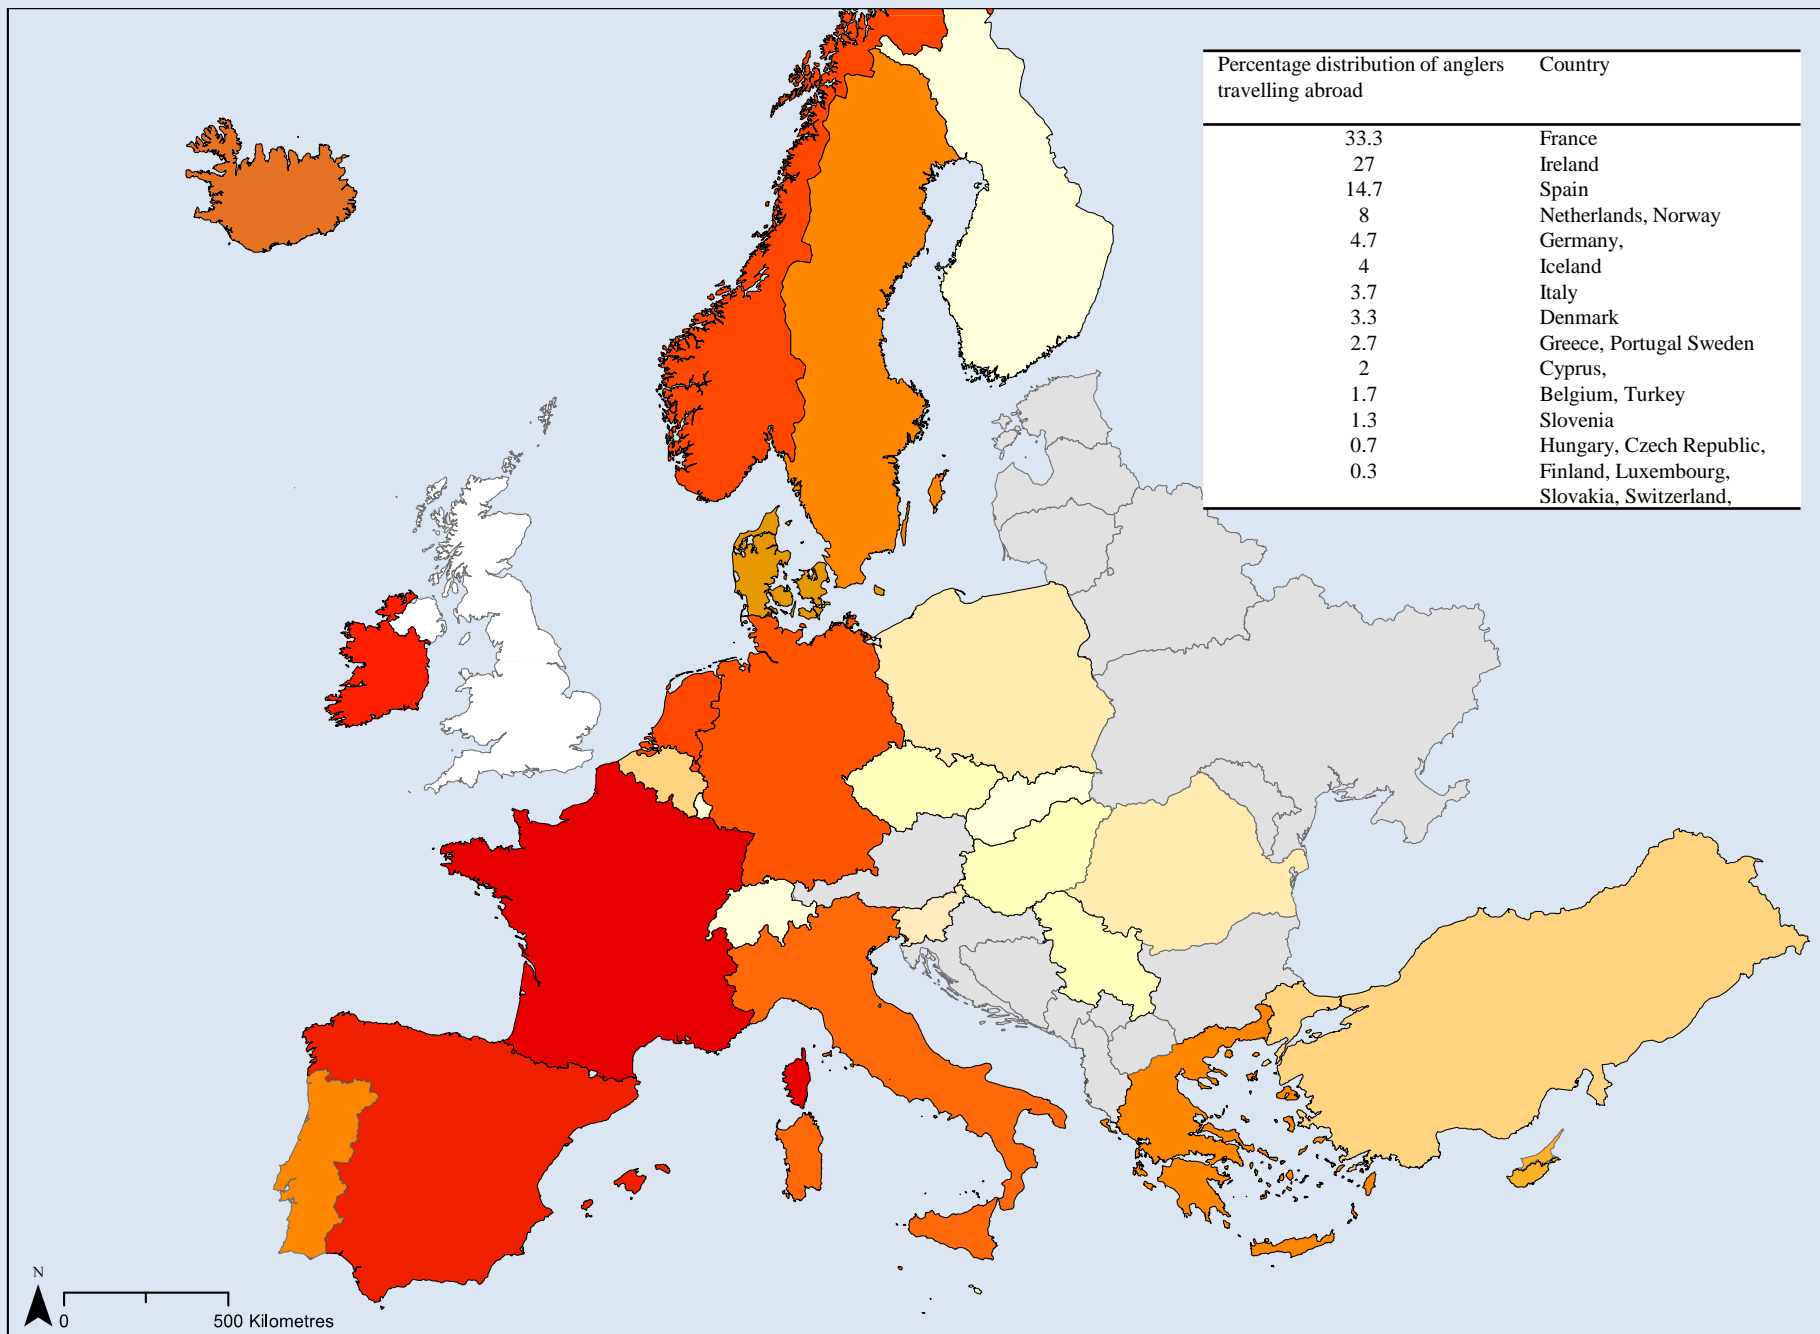 Percentage distribution of anglers Country
travelling abroad
33.3 France
27 Ireland
14.7 Spain
8 Netherlands, Norway
4.7 Germany,
4 Iceland
3.7 Italy
3.3 Denmark
2.7 Greece, Portugal Sweden
2 Cyprus,
1.7 Belgium, Turkey
1.3 Slovenia
0.7 Hungary, Czech Republic,
0.3 Finland, Luxembourg,
Slovakia, Switzerland,
N
0 500 Kilometres